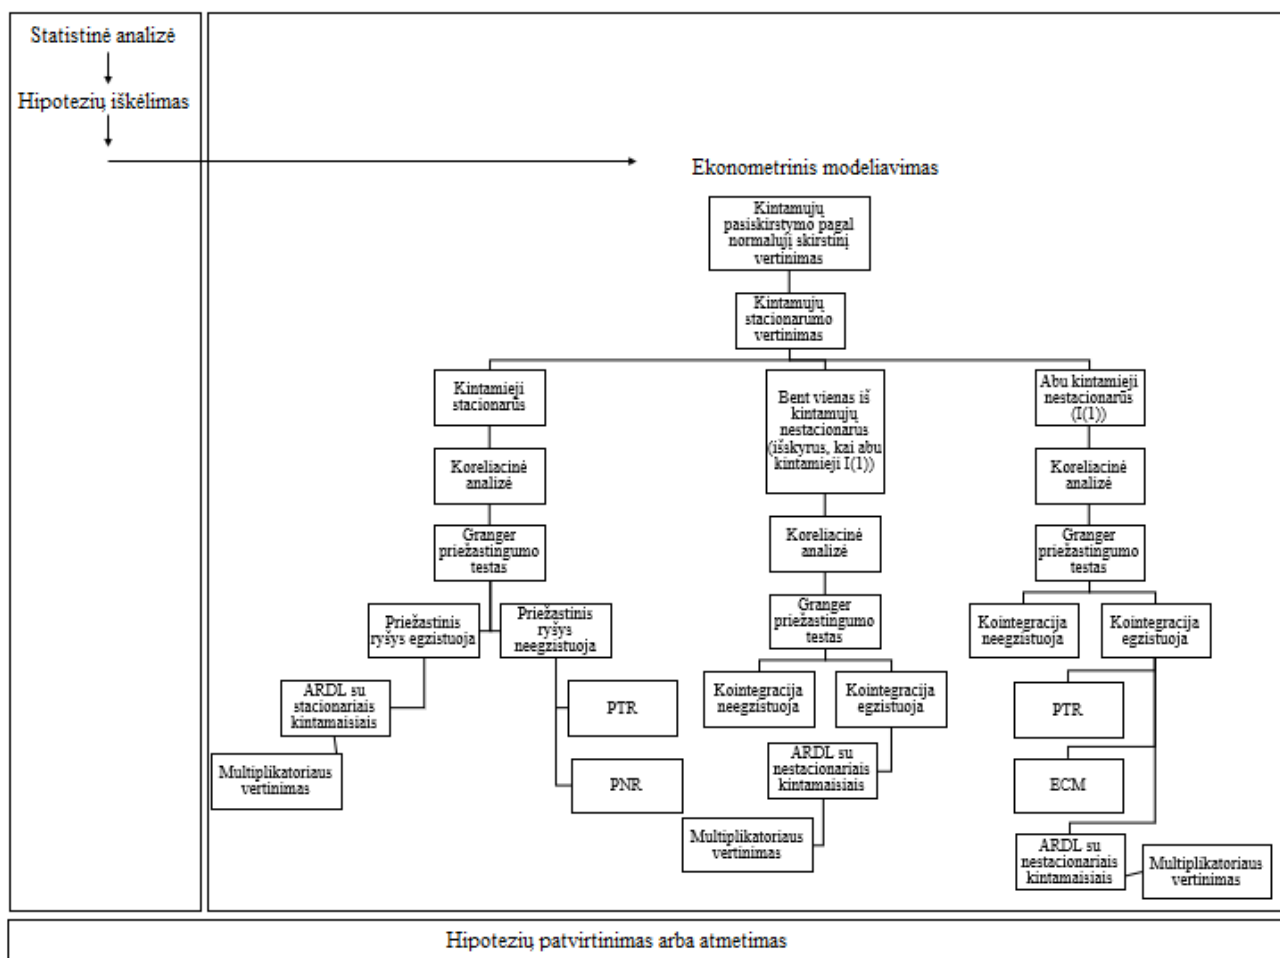 Statistinė analizė
Hipotezių iškėlimas
Ekonometrinis modeliavimas
Kintamųjų
pasiskirstymo pagal
normalųjį skirstinį
vertinimas
Kintamųjų
stacionarumo
vertinimas
Kintamieji
stacionarūs
Koreliacinė
analizė
Granger
priežastingumo
testas
Priežastinis
ryšys egzistuoja
ARDL su
stacionariais
kintamaisiais
Multiplikatoriaus
vertinimas
Priežastinis
ryšys
neegzistuoja
PTR
PNR
Bent vienas iš
kintamųjų
nestacionarus
(išskyrus, kai abu
kintamieji I(1))
Koreliacinė
analizė
Granger
priežastingumo
testas
Kointegracija
neegzistuoja
Kointegracija
egzistuoja
ARDL su
nestacionariais
kintamaisiais
Multiplikatoriaus
vertinimas
Abu kintamieji
nestacionarūs
(I(1))
Koreliacinė
analizė
Granger
priežastingumo
testas
Kointegracija
neegzistuoja
Kointegracija
egzistuoja
PTR
ECM
ARDL su
nestacionariais
kintamaisiais
Multiplikatoriaus
vertinimas
Hipotezių patvirtinimas arba atmetimas